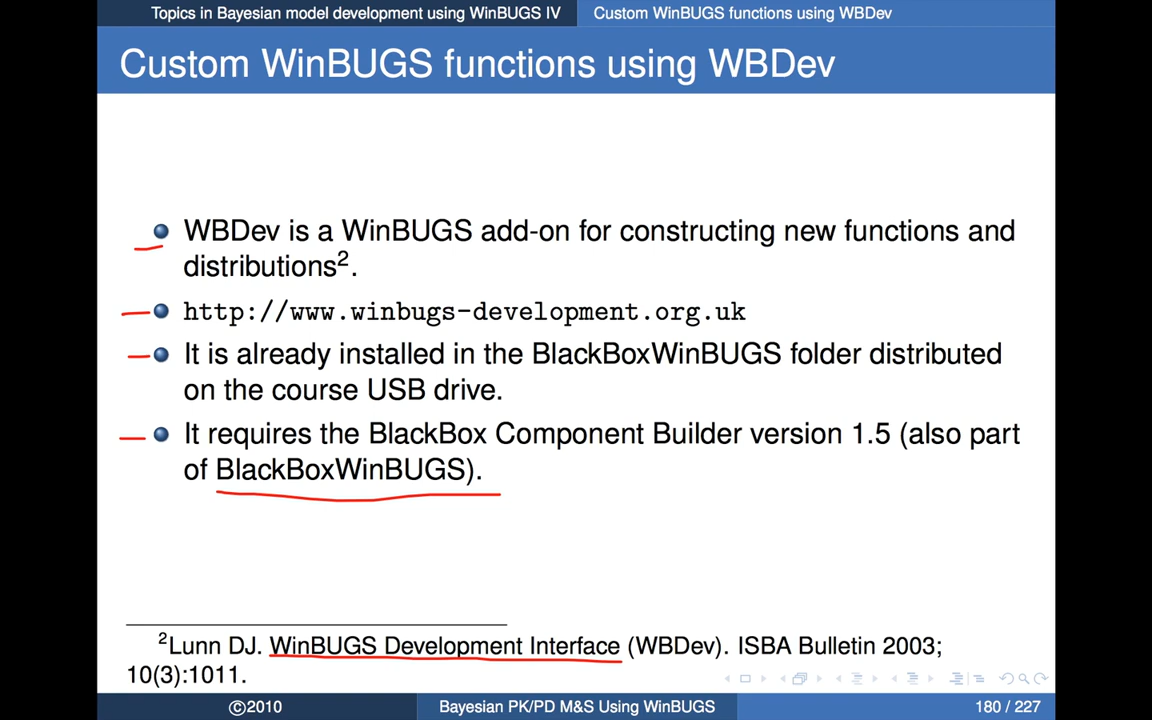 Topics in Bayesian model development using WinBUGS IV Custom WinBUGS functions using WBDev
Custom WinBUGS functions using WBDev
WBDev is a WinBUGS add-on for constructing new functions and
distributions².
http://www.winbugs-development.org.uk
It is already installed in the BlackBoxWinBUGS folder distributed
on the course USB drive.
It requires the BlackBox Component Builder version 1.5 (also part
of BlackBoxWinBUGS).
²Lunn DJ. WinBUGS Development Interface (WBDev). ISBA Bulletin 2003;
10(3):1011.
©2010 Bayesian PK/PD M&S Using WinBUGS 180 / 227